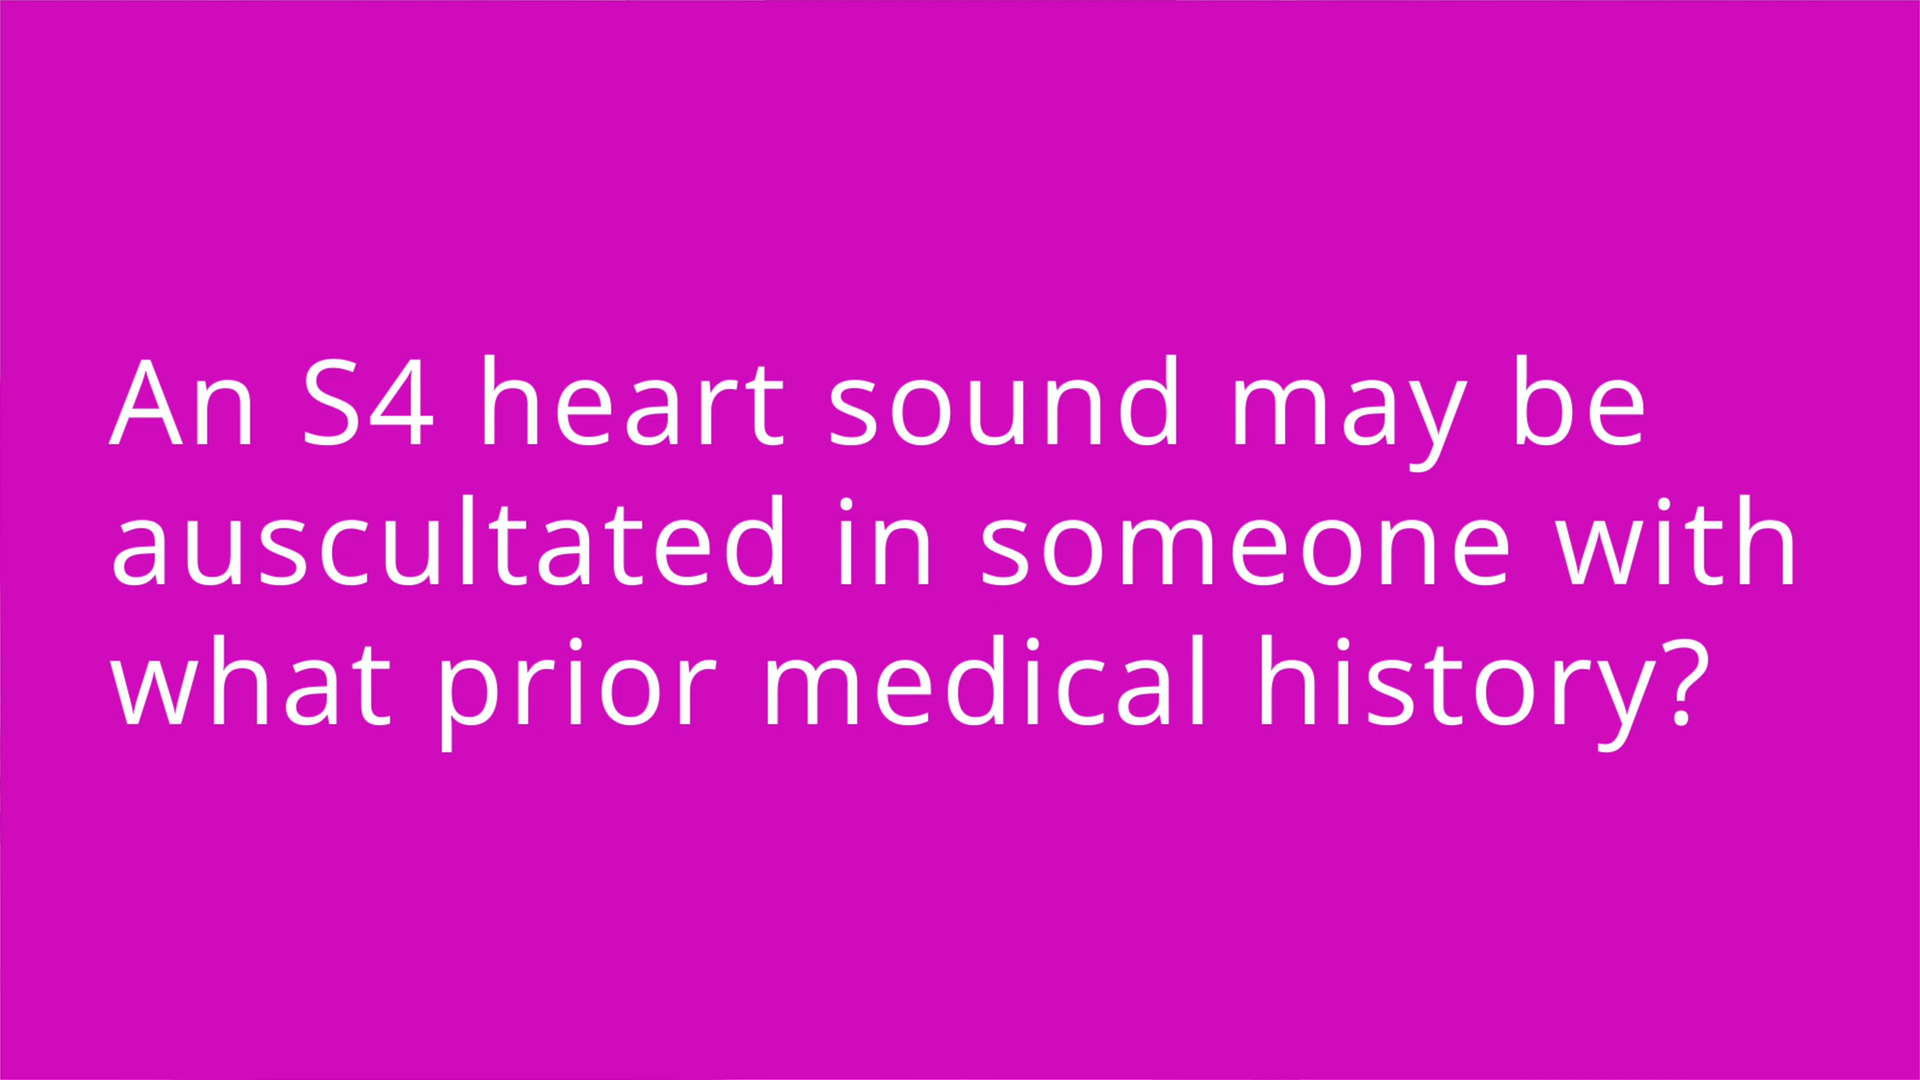 An S4 heart sound may be
auscultated in someone with
what prior medical history?